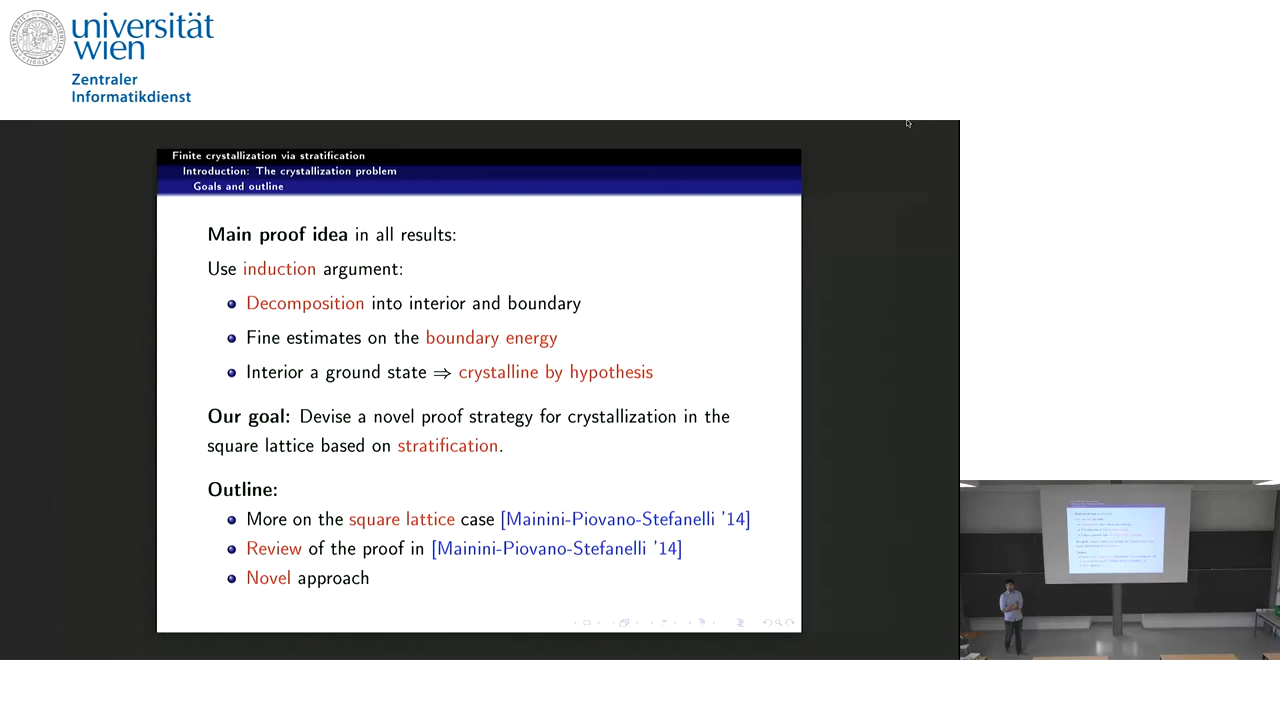 universität
wien
Zentraler
Informatikdienst
Finite crystallization via stratification
Introduction: The crystallization problem
Goals and outline
Main proof idea in all results:
Use induction argument:
Decomposition into interior and boundary
Fine estimates on the boundary energy
Interior a ground state ⇒ crystalline by hypothesis
Our goal: Devise a novel proof strategy for crystallization in the
square lattice based on stratification.
Outline:
More on the square lattice case [Mainini-Piovano-Stefanelli '14]
Review of the proof in [Mainini-Piovano-Stefanelli '14]
Novel approach